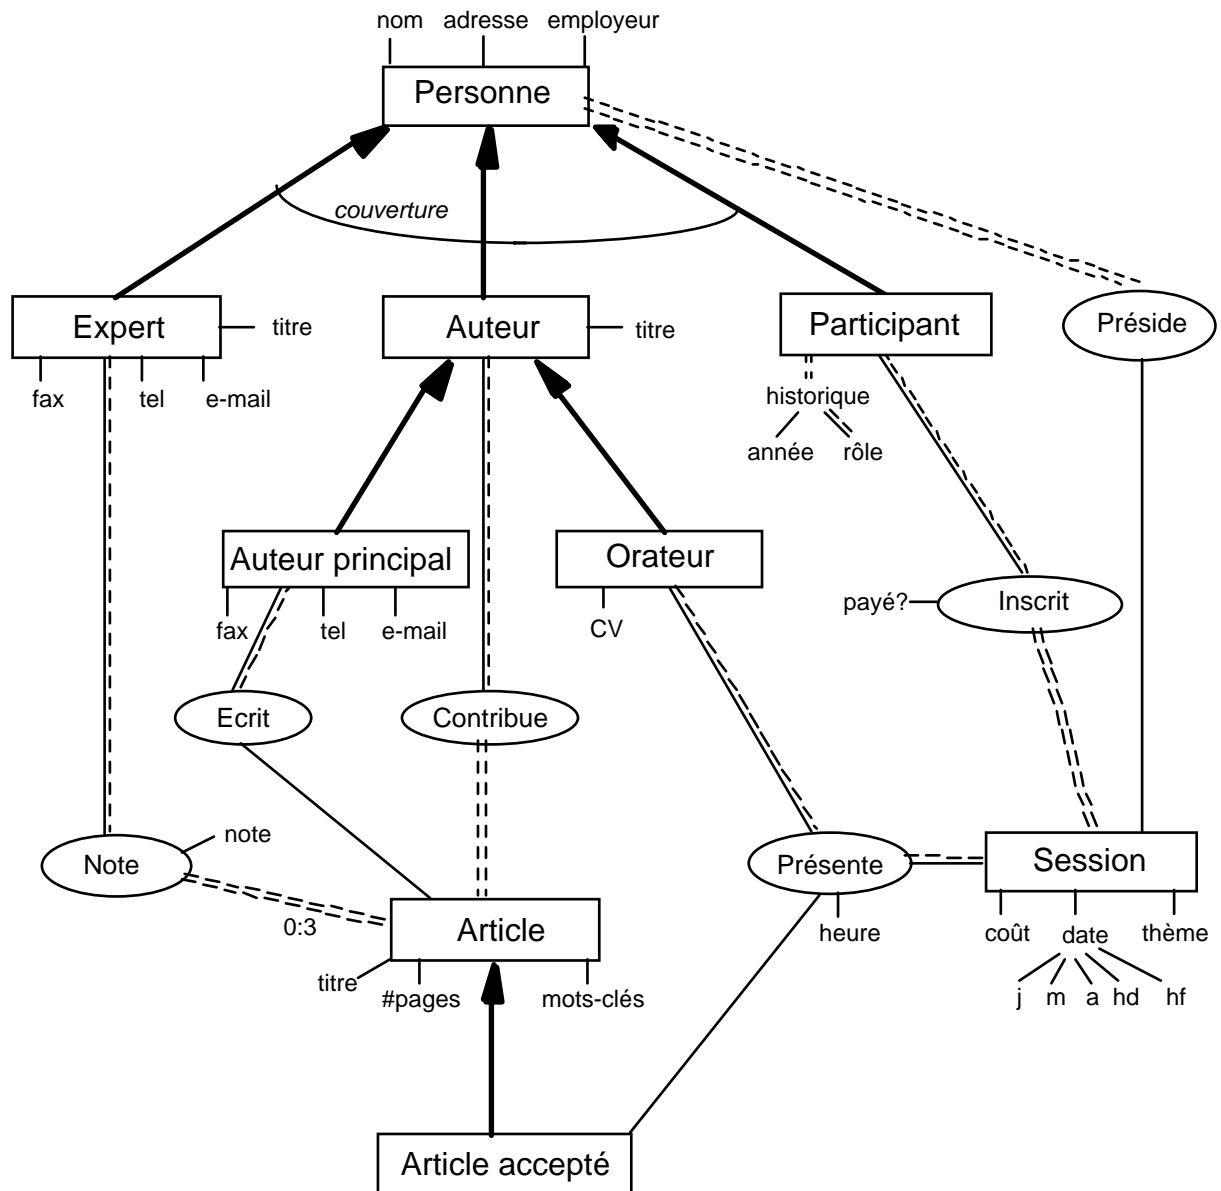 nom adresse employeur
Personne
couverture
Expert titre Auteur titre Participant Préside
fax tel e-mail historique
année rôle
Auteur principal Orateur
payé? Inscrit
fax tel e-mail CV
Ecrit Contribue
note
Note Présente Session
0:3 Article heure coût date thème
titre #pages mots-clés
j m a hd hf
Article accepté